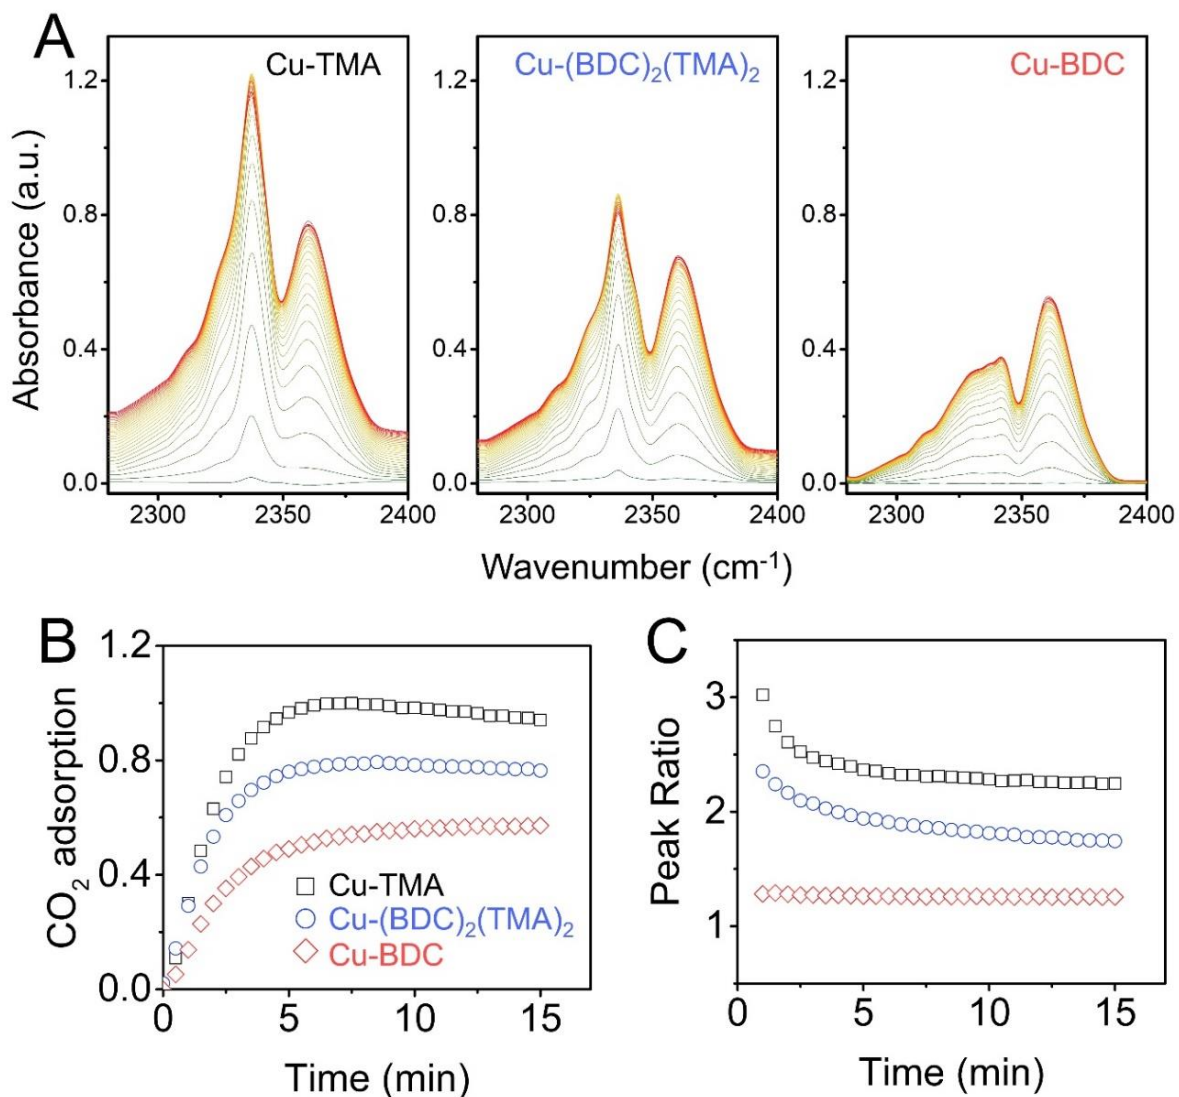 A
Cu-TMA
Cu-(BDC)₂(TMA)₂
Cu-BDC
Absorbance (a.u.)
1.2
0.8
0.4
0.0
1.2
0.8
0.4
0.0
1.2
0.8
0.4
0.0
2300 2350 2400
2300 2350 2400
2300 2350 2400
Wavenumber (cm⁻¹)
B
CO₂ adsorption
1.2
0.8
0.4
0.0
Cu-TMA
Cu-(BDC)₂(TMA)₂
Cu-BDC
0 5 10 15
Time (min)
C
Peak Ratio
3
2
1
0 5 10 15
Time (min)